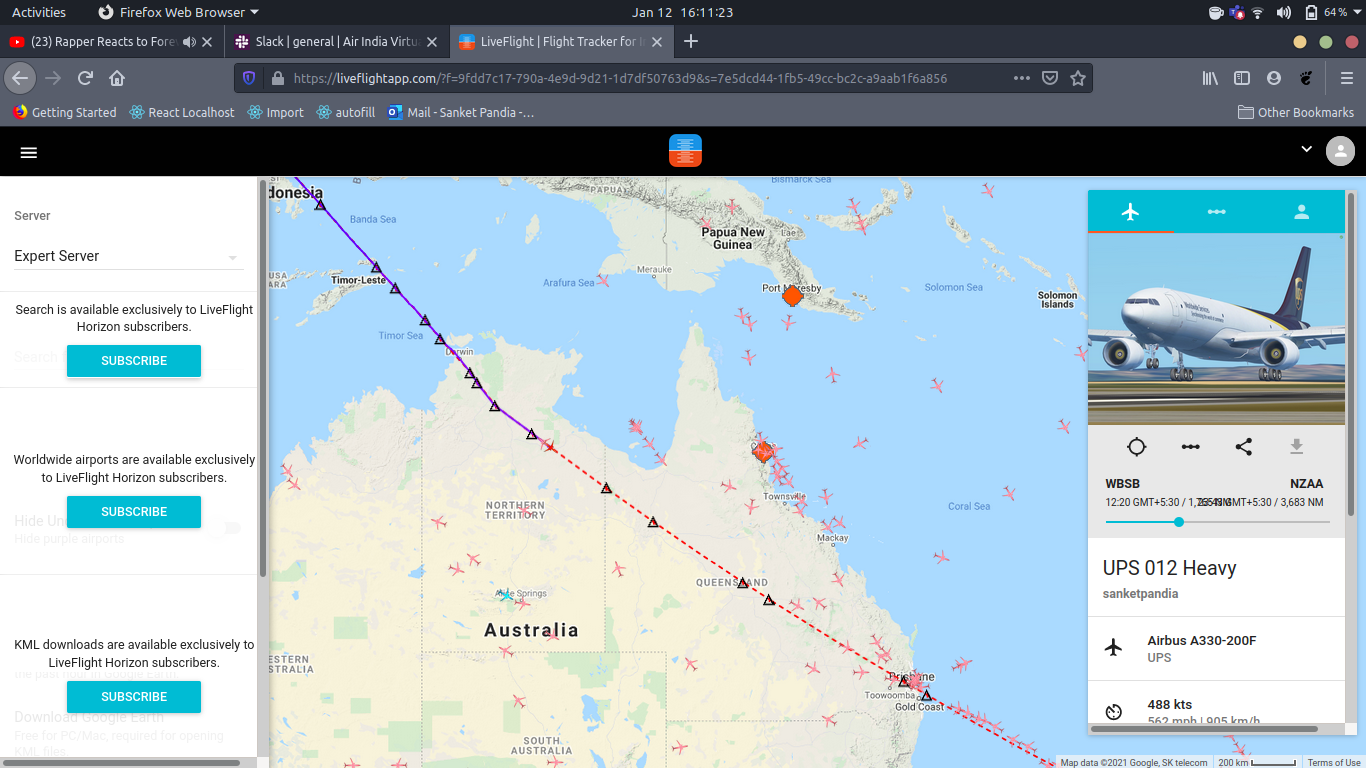 Activities
Firefox Web Browser
Jan 12 16:11:23
64 %
(23) Rapper Reacts to Fore
Slack | general | Air India Virtu
LiveFlight | Flight Tracker for I
https://liveflightapp.com/?f=9fdd7c17-790a-4e9d-9d21-1d7df50763d9&s=7e5dcd44-1fb5-49cc-bc2c-a9aab1f6a856
Getting Started
React Localhost
Import
autofill
Mail - Sanket Pandia -…
Other Bookmarks
Server
Expert Server
Search is available exclusively to LiveFlight
Horizon subscribers.
Search
SUBSCRIBE
Worldwide airports are available exclusively
to LiveFlight Horizon subscribers.
SUBSCRIBE
Hide purple airports
KML downloads are available exclusively to
LiveFlight Horizon subscribers.
SUBSCRIBE
Download Google Earth
Free for PC/Mac, required for opening
KML files
donesia
Banda Sea
PAPUA
Bismarck Sea
Papua New
Guinea
Lae
Merauke
Timor-Leste
Arafura Sea
Port Moresby
Solomon Sea
Solomon
Islands
Timor Sea
Darwin
Townsville
NORTHERN
TERRITORY
Coral Sea
Mackay
QUEENSLAND
Alice Springs
Australia
ESTERN
STRALIA
Brisbane
Toowoomba
Gold Coast
SOUTH
AUSTRALIA
WBSB
NZAA
12:20 GMT+5:30
GMT+5:30 / 3,683 NM
UPS 012 Heavy
sanketpandia
Airbus A330-200F
UPS
488 kts
562 mph | 905 km/h
Map data ©2021 Google, SK telecom
200 km
Terms of Use